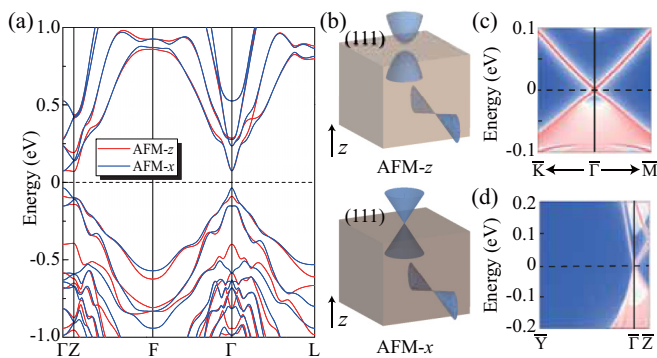 (a)
Energy (eV)
1.0
0.5
0
-0.5
-1.0
AFM-z
AFM-x
Γ Z F Γ L
(b)
(111)
z
AFM-z
(111)
z
AFM-x
(c)
Energy (eV)
0.1
0
-0.1
K̅ Γ̅ M̅
(d)
Energy (eV)
0.2
0.1
0
-0.1
-0.2
Y̅ Γ̅ Z̅